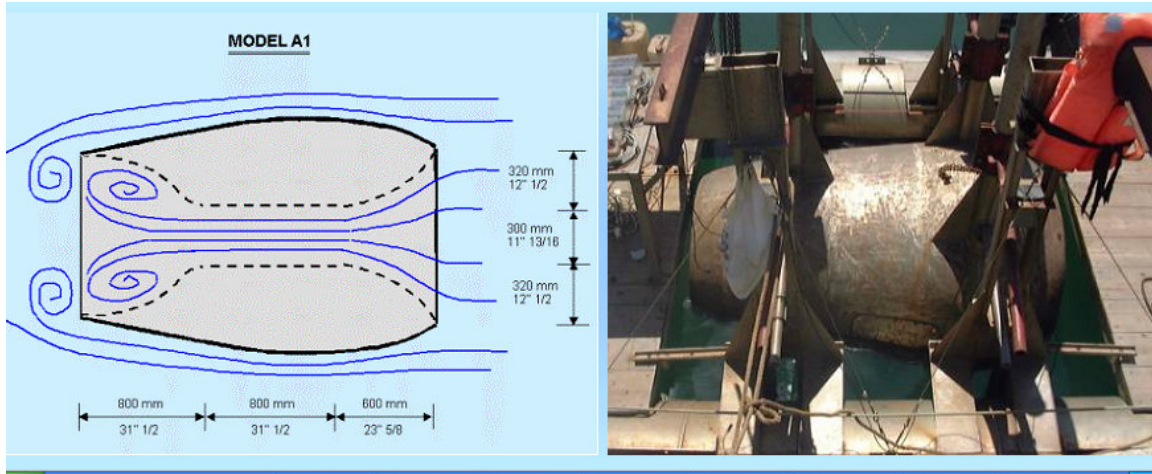 MODEL A1
320 mm
12" 1/2
300 mm
11" 13/16
320 mm
12" 1/2
800 mm
800 mm
600 mm
31" 1/2
31" 1/2
23" 5/8